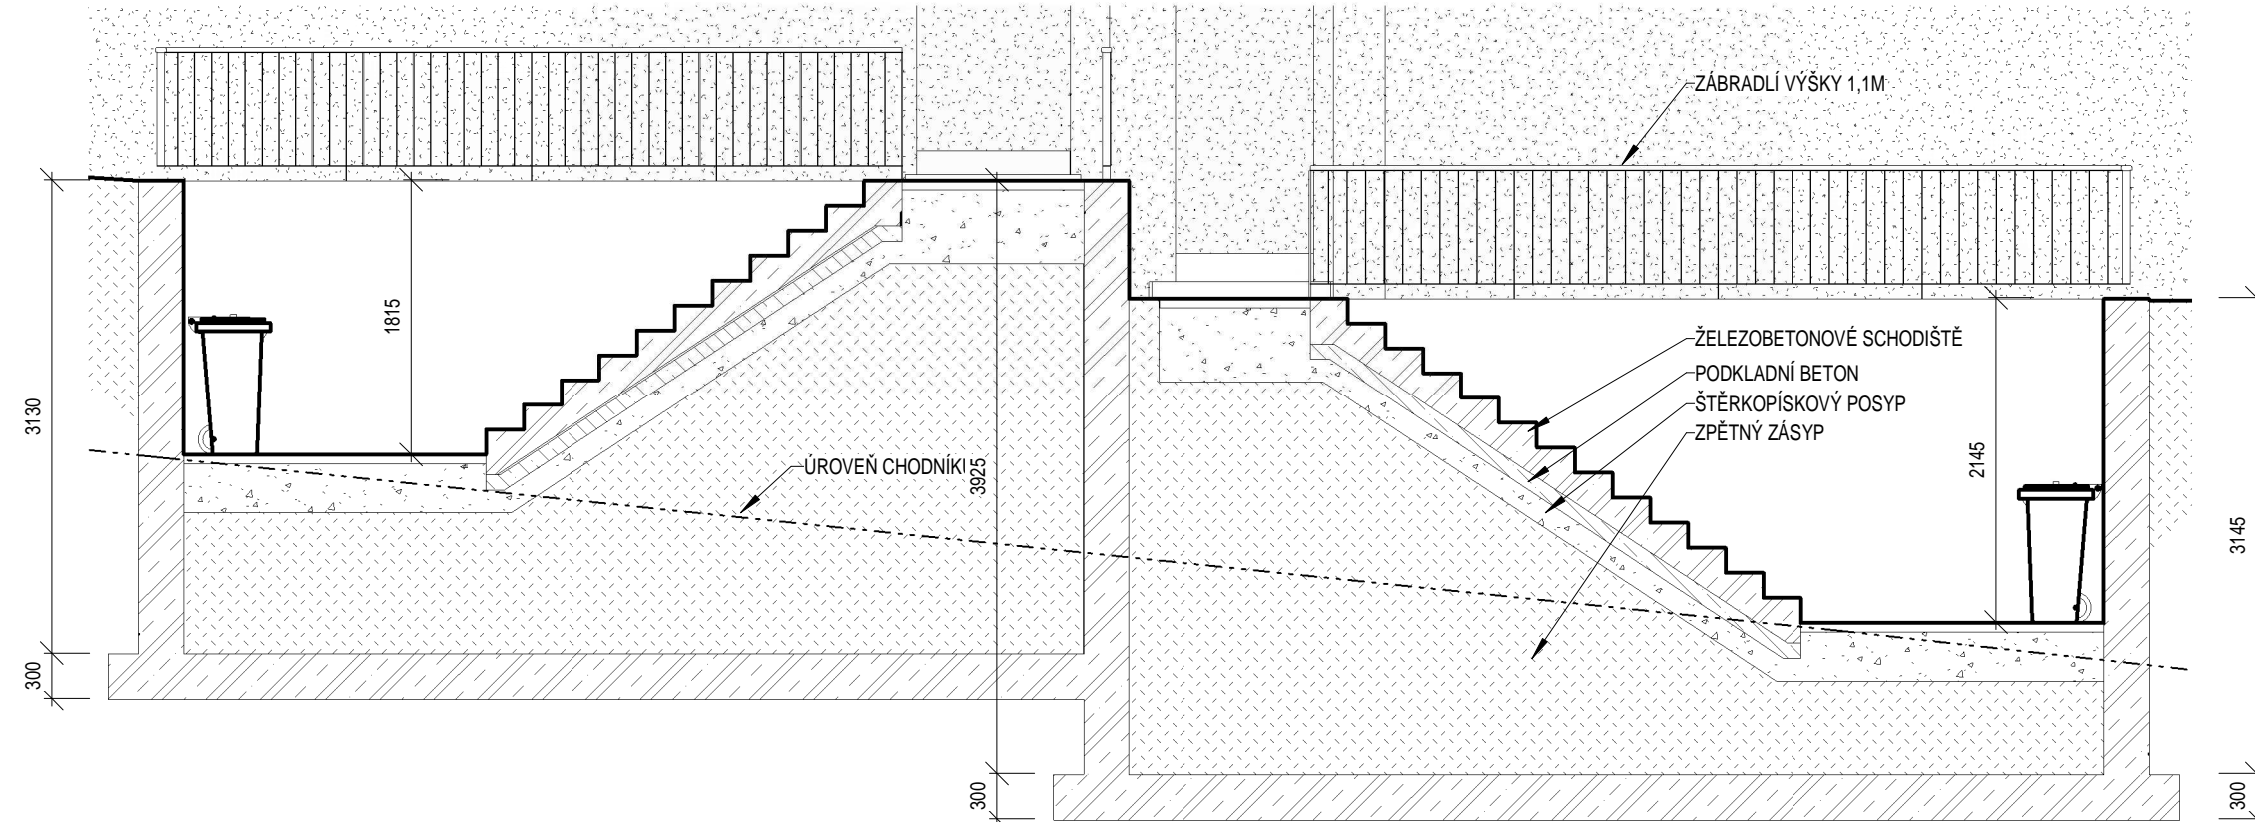 ZÁBRADLÍ VÝŠKY 1,1M
ŽELEZOBETONOVÉ SCHODIŠTĚ
PODKLADNÍ BETON
ŠTĚRKOPÍSKOVÝ POSYP
ZPĚTNÝ ZÁSYP
ÚROVEŇ CHODNÍKU
3130
300
1815
3925
300
2145
3145
300